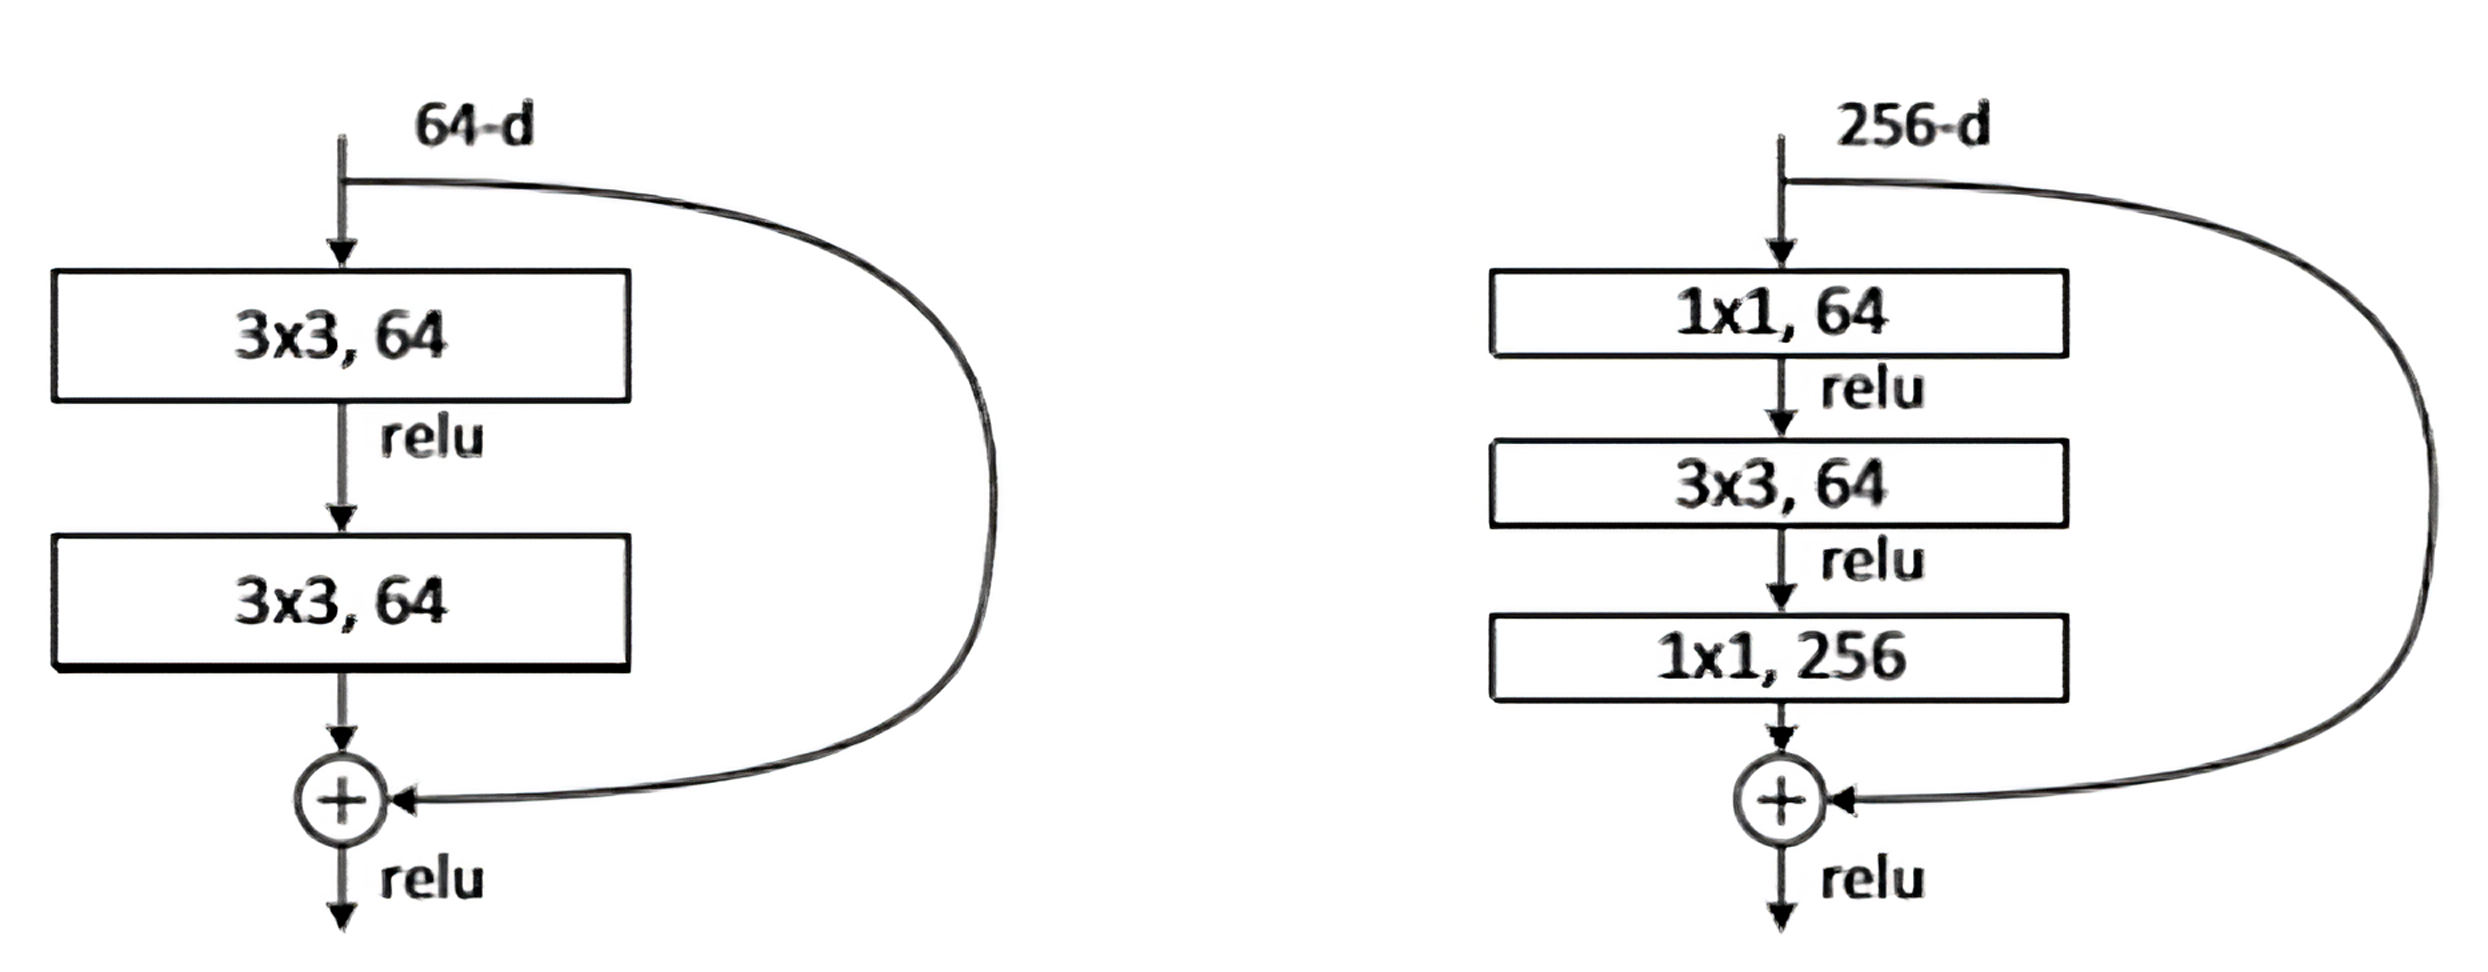 64-d
3x3, 64
relu
3x3, 64
+
relu
256-d
1x1, 64
relu
3x3, 64
relu
1x1, 256
+
relu